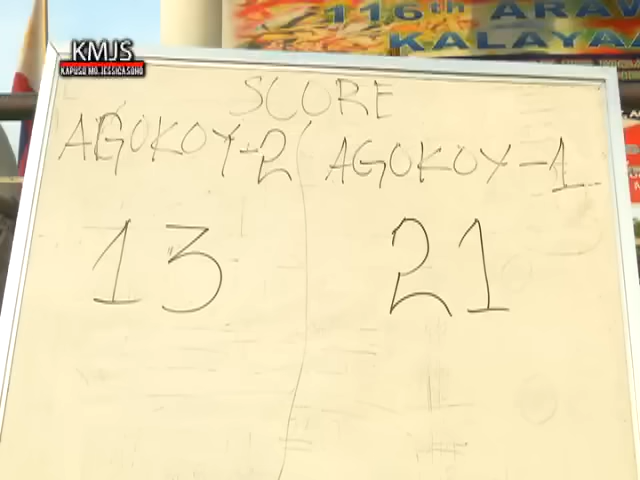 116th ARAW
KALAYAA
KMJS
KAPUSO MO, JESSICA SOHO
SCORE
AGOKOY-2 AGOKOY-1
13 21